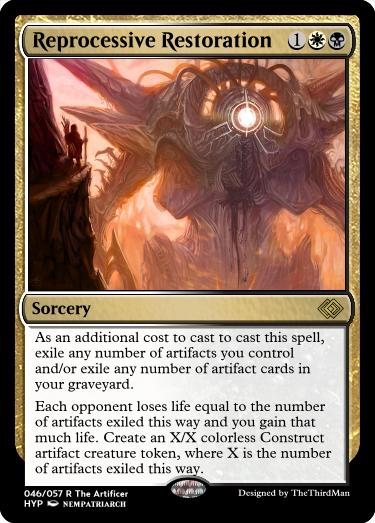 Reprocessive Restoration 1
Sorcery
As an additional cost to cast to cast this spell,
exile any number of artifacts you control
and/or exile any number of artifact cards in
your graveyard.
Each opponent loses life equal to the number
of artifacts exiled this way and you gain that
much life. Create an X/X colorless Construct
artifact creature token, where X is the number
of artifacts exiled this way.
046/057 R The Artificer
HYP NEMPATRIARCH Designed by TheThirdMan